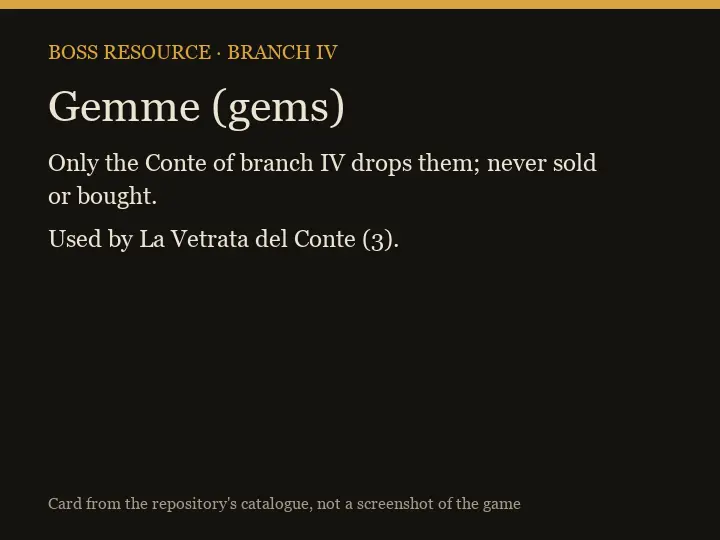 BOSS RESOURCE · BRANCH IV
Gemme (gems)
Only the Conte of branch IV drops them; never sold
or bought.
Used by La Vetrata del Conte (3).
Card from the repository's catalogue, not a screenshot of the game